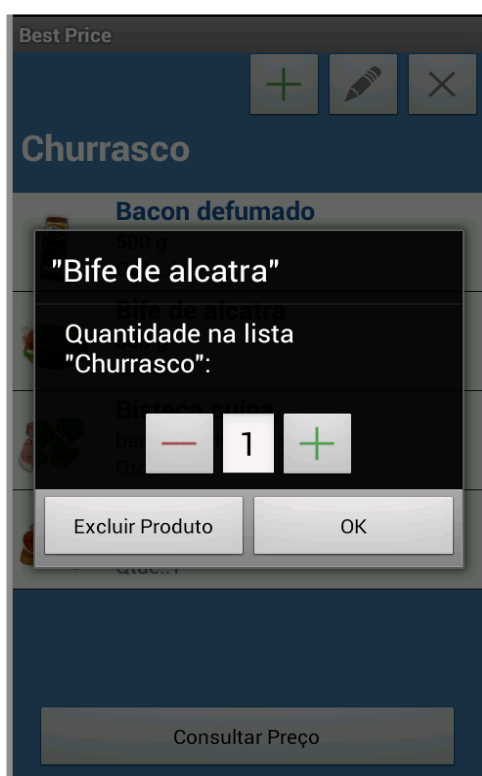 Best Price
Churrasco
Bacon defumado
500 g
"Bife de alcatra"
Bife de alcatra
Quantidade na lista
"Churrasco":
Bisteca suína
1
Excluir Produto OK
Consultar Preço